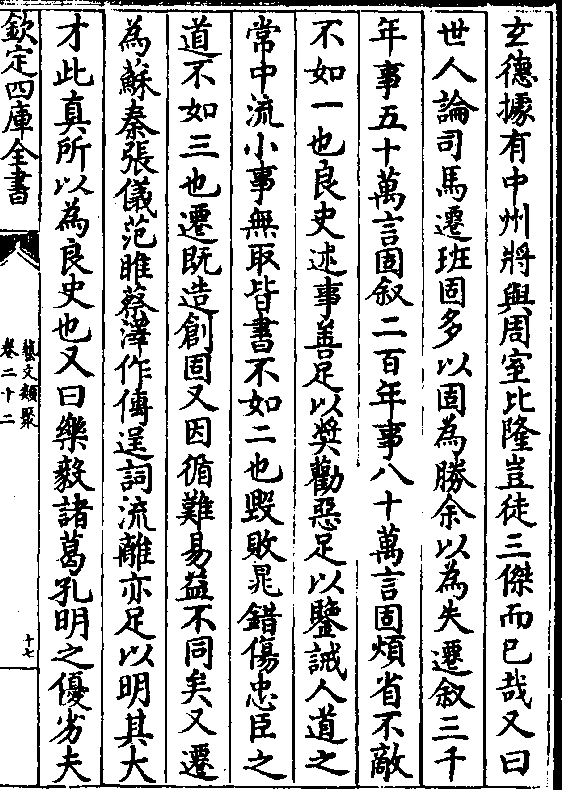 玄德據有中州將與周室比隆豈徒三傑而已哉又曰
世人論司馬遷班固多以固為勝余以為失遷叙三千
年事五十萬言固叙二百年事八十萬言固煩省不敵
不如一也良史述事善足以奬勸惡足以鑒誡人道之
常中流小事無取皆書不如二也毀敗鼂錯傷忠臣之
道不如三也遷既造創固又因循難易益不同矣又遷
為蘇秦張儀范睢蔡澤作傳逞詞流離亦足以明其大
才此真所以為良史也又曰樂毅諸葛孔明之優劣夫
欽定四庫全書
藝文類聚
卷二十二
十七